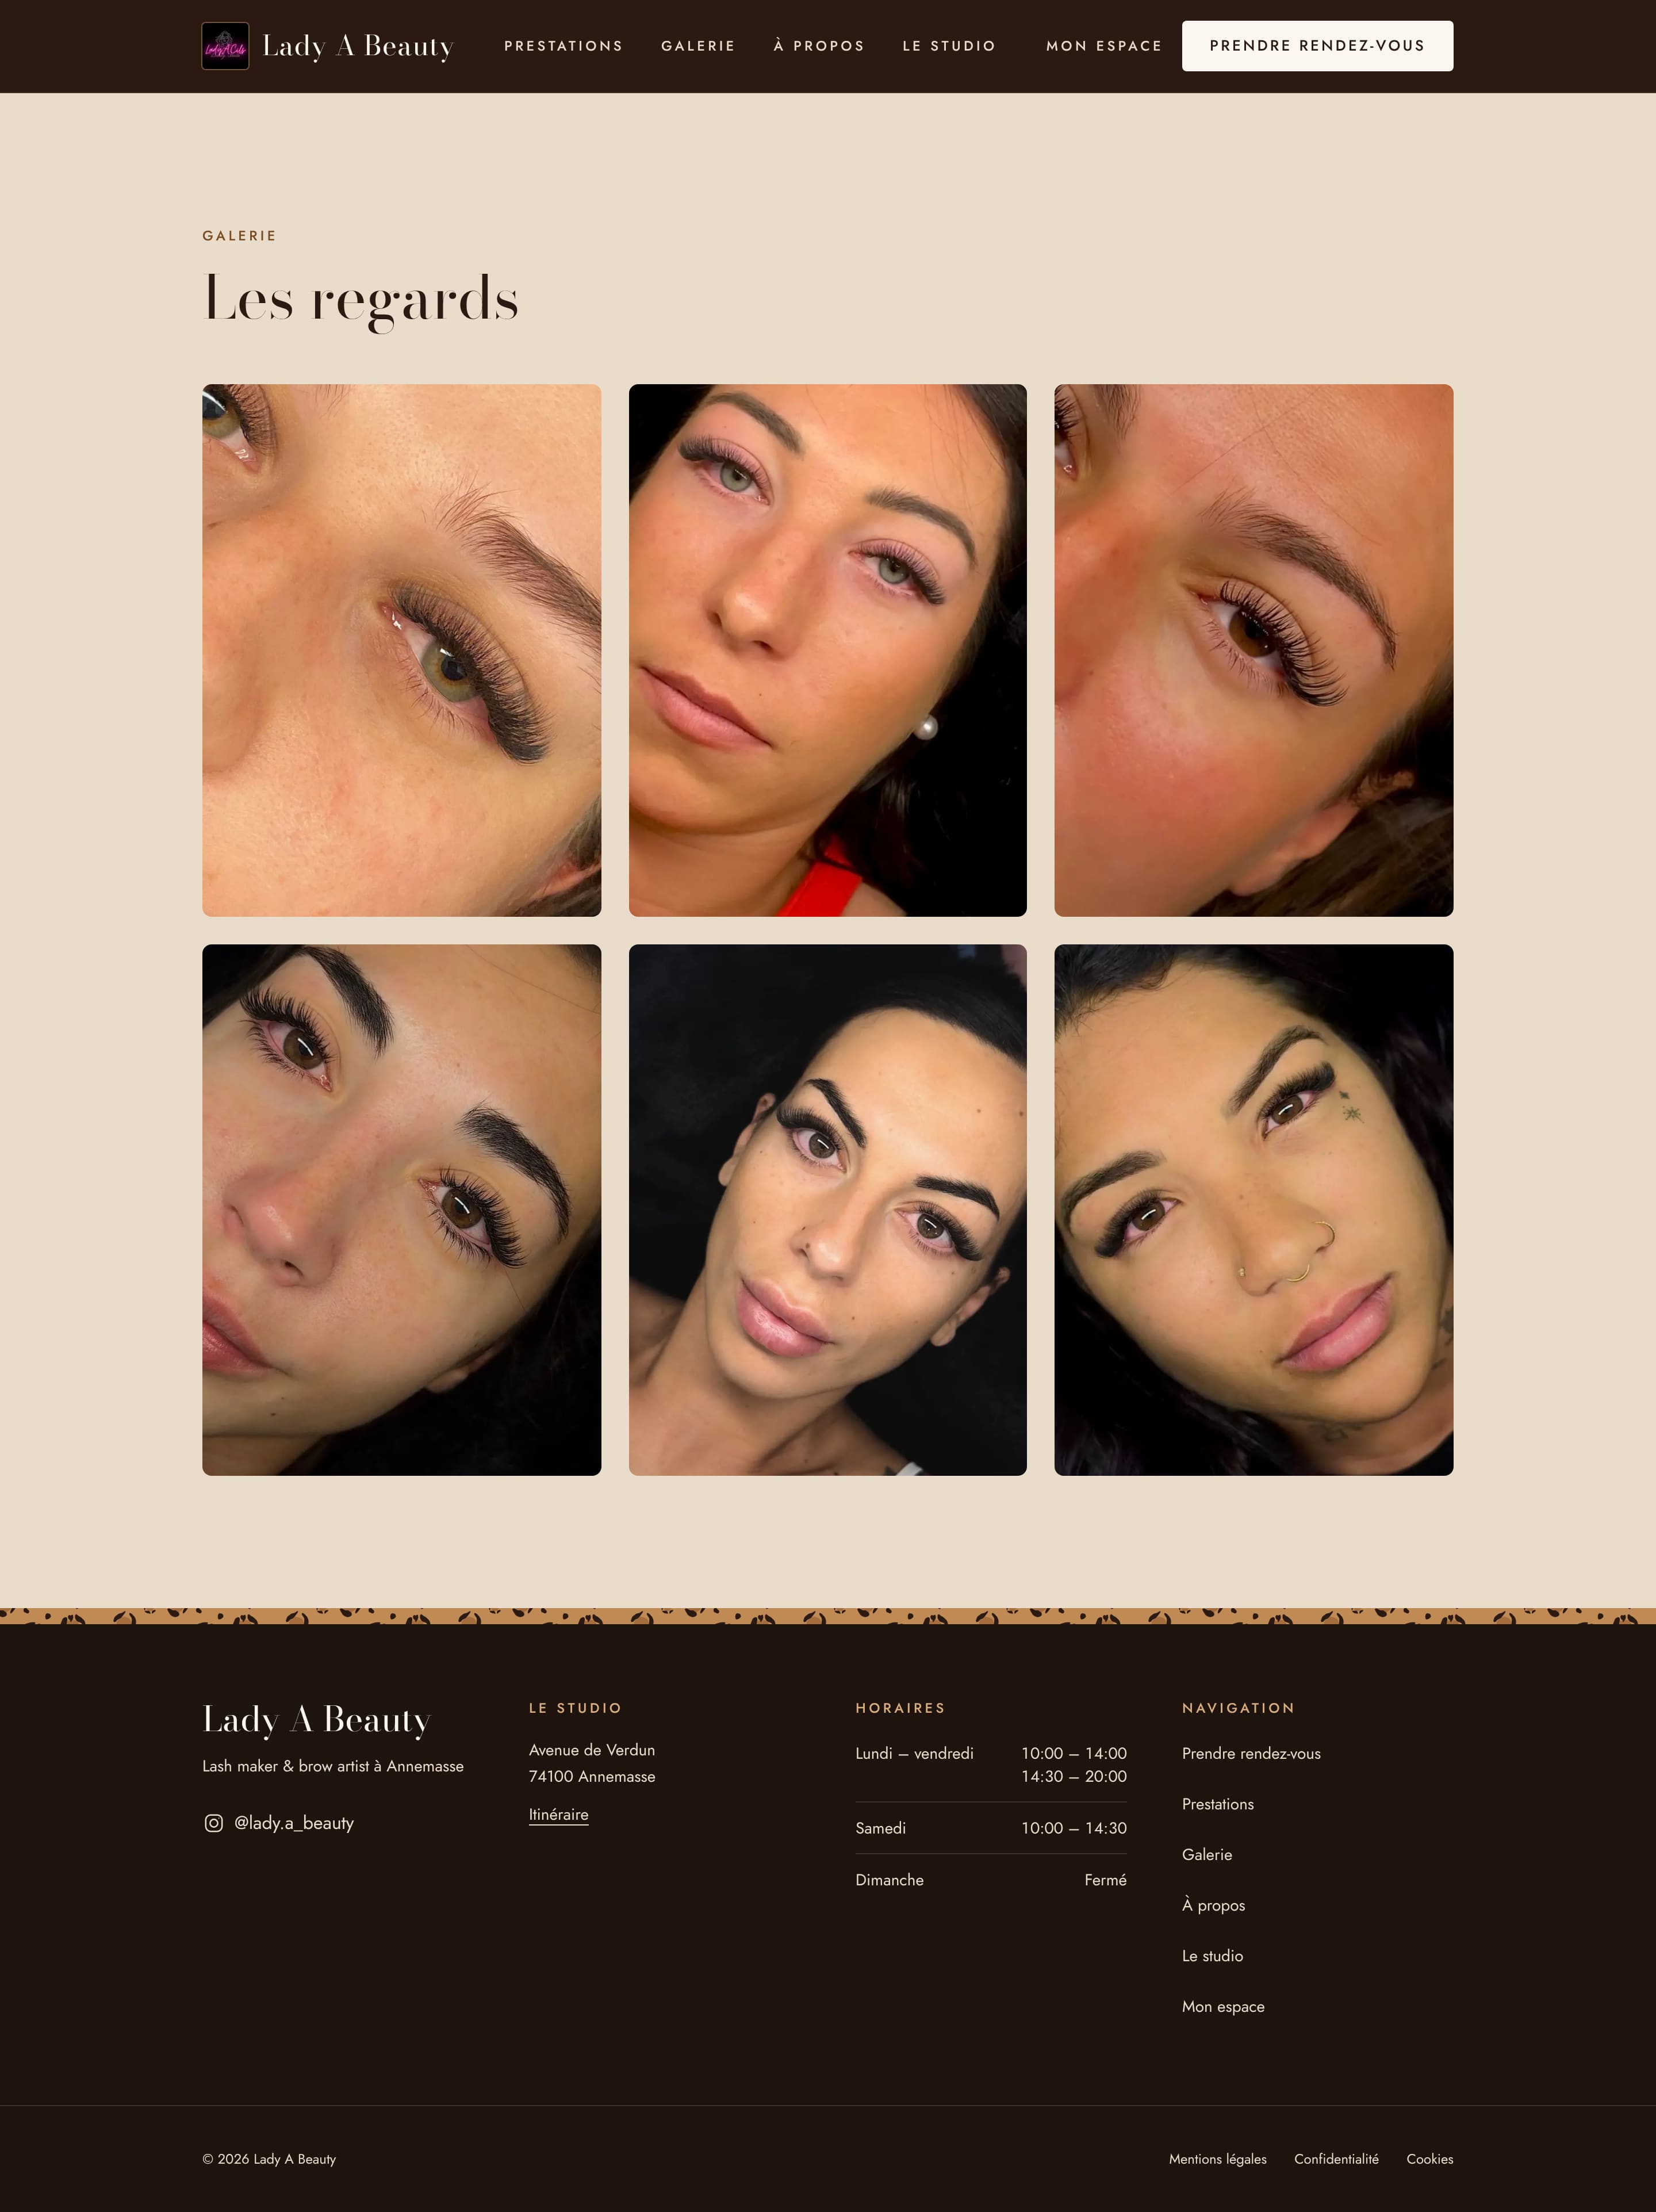 LadyACils
Lady A Beauty
PRESTATIONS
GALERIE
À PROPOS
LE STUDIO
MON ESPACE
PRENDRE RENDEZ-VOUS
GALERIE
Les regards
Lady A Beauty
Lash maker & brow artist à Annemasse
@lady.a_beauty
LE STUDIO
Avenue de Verdun
74100 Annemasse
Itinéraire
HORAIRES
Lundi – vendredi 10:00 – 14:00
14:30 – 20:00
Samedi 10:00 – 14:30
Dimanche Fermé
NAVIGATION
Prendre rendez-vous
Prestations
Galerie
À propos
Le studio
Mon espace
© 2026 Lady A Beauty
Mentions légales Confidentialité Cookies